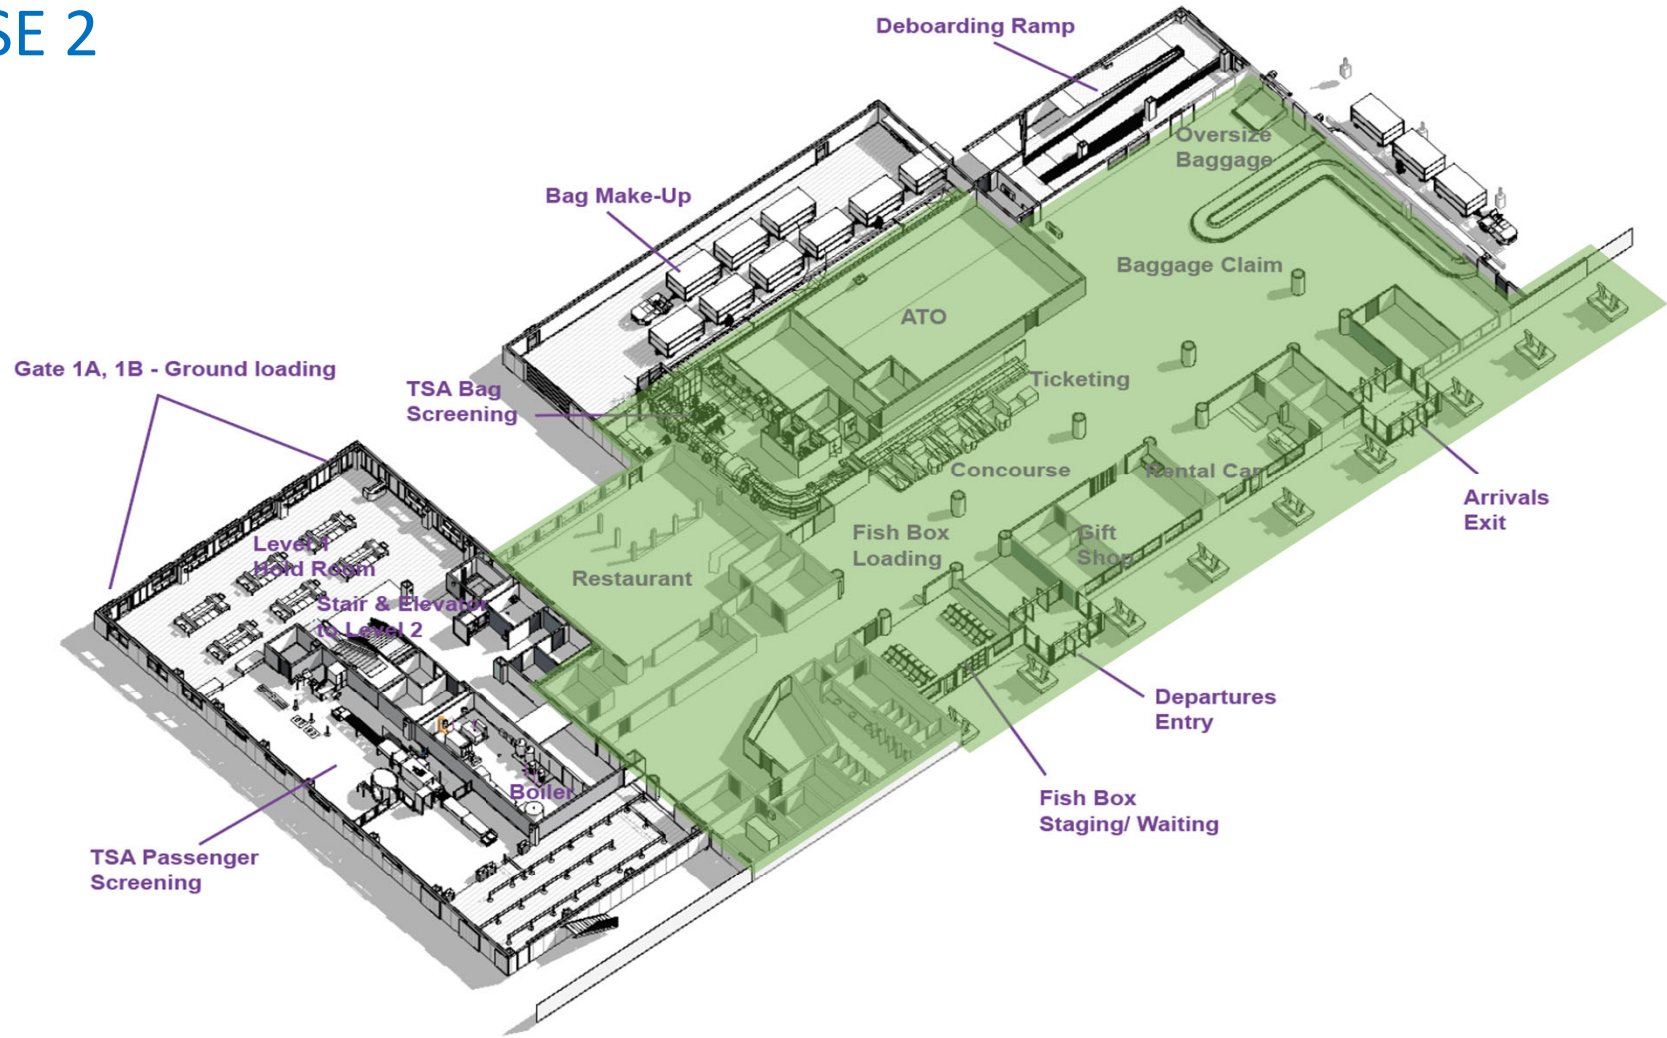 SE 2
Deboarding Ramp
Oversize
Baggage
Bag Make-Up
Baggage Claim
ATO
Gate 1A, 1B - Ground loading
TSA Bag
Screening
Ticketing
Concourse
Rental Car
Arrivals
Exit
Fish Box
Loading
Gift
Shop
Level 1
Hold Room
Restaurant
Stair & Elevator
to Level 2
Departures
Entry
Boiler
Fish Box
Staging/ Waiting
TSA Passenger
Screening